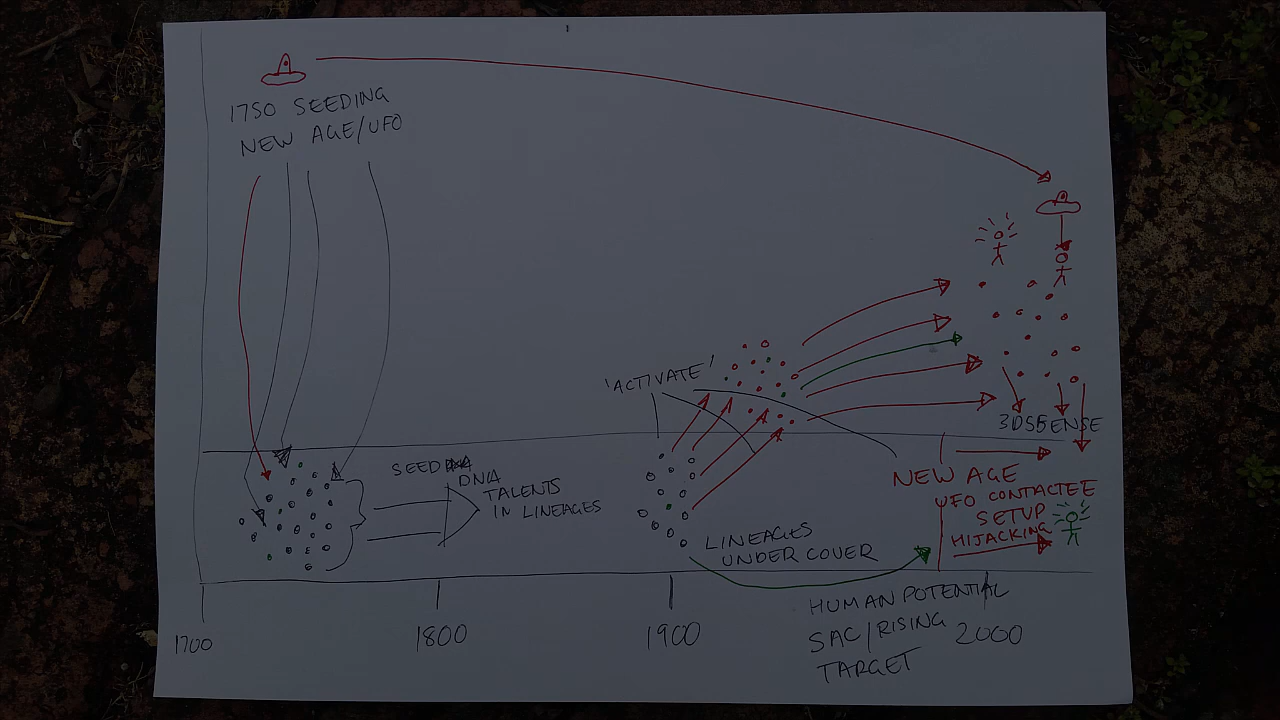 1750 SEEDING
NEW AGE/UFO
'ACTIVATE'
SEED
DNA
TALENTS
IN LINEAGES
LINEAGES
UNDER COVER
3D
NEW AGE
UFO CONTACTEE
SETUP
HIJACKING
HUMAN POTENTIAL
SAC/RISING
TARGET
1700
1800
1900
2000